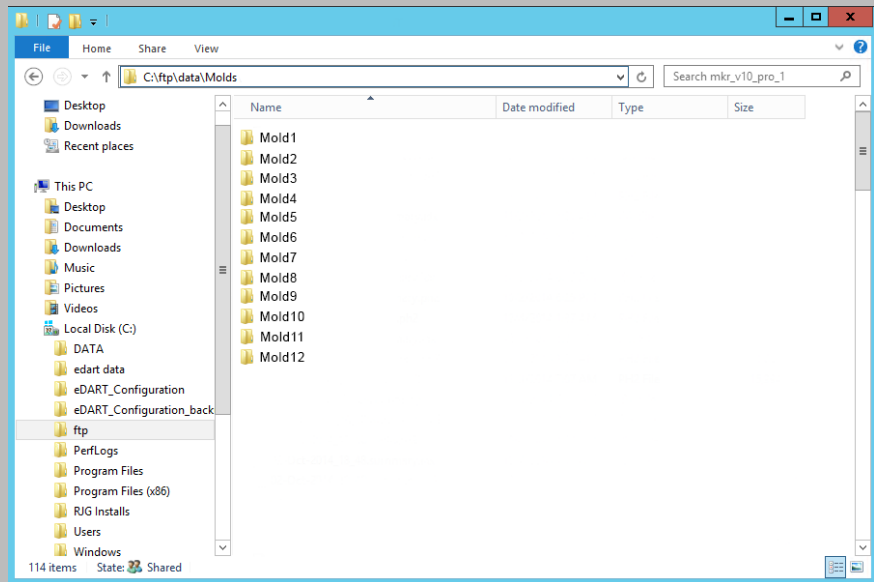 File Home Share View
C:\ftp\data\Molds Search mkr_v10_pro_1
Desktop
Downloads
Recent places
This PC
Desktop
Documents
Downloads
Music
Pictures
Videos
Local Disk (C:)
DATA
edart data
eDART_Configuration
eDART_Configuration_back
ftp
PerfLogs
Program Files
Program Files (x86)
RJG Installs
Users
Windows
Name Date modified Type Size
Mold1
Mold2
Mold3
Mold4
Mold5
Mold6
Mold7
Mold8
Mold9
Mold10
Mold11
Mold12
114 items State: Shared